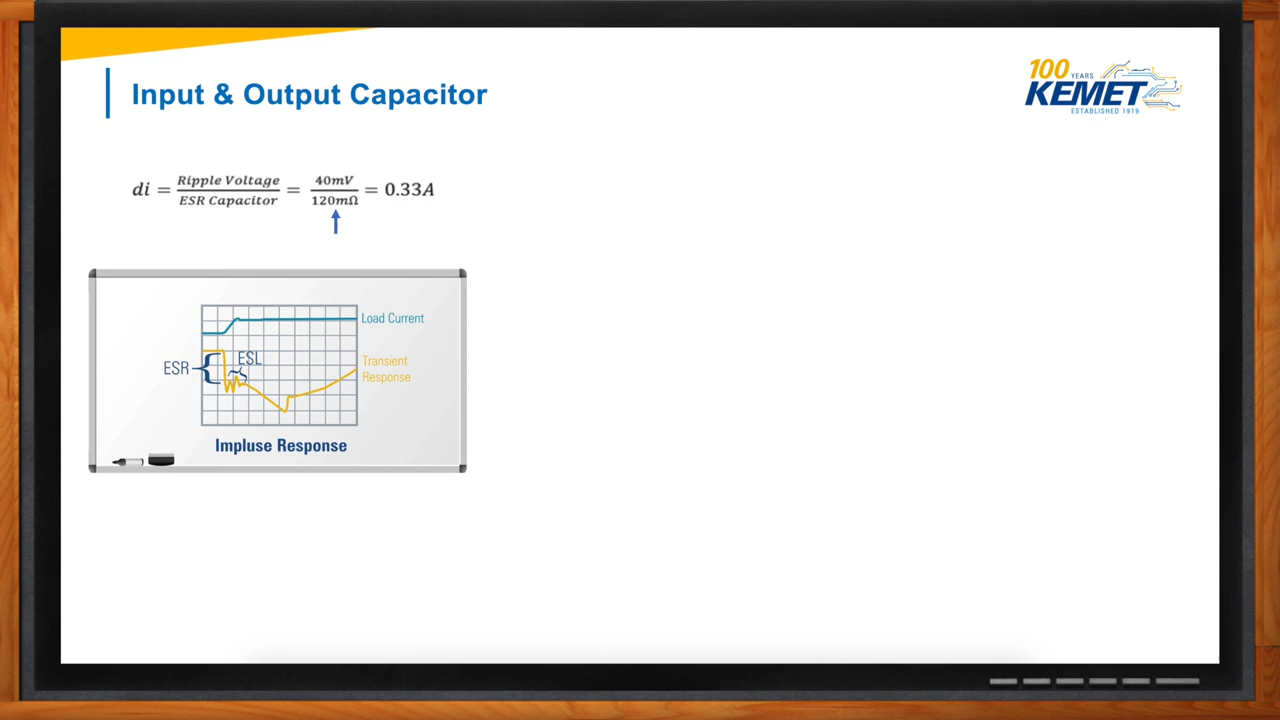 100 YEARS
KEMET
ESTABLISHED 1919
Input & Output Capacitor
di = Ripple Voltage / ESR Capacitor = 40mV / 120mΩ = 0.33A
Load Current
ESL
ESR
Transient
Response
Impluse Response